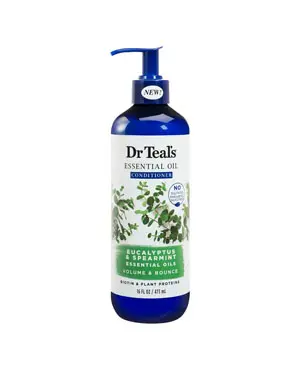 NEW!
Dr Teal's
ESSENTIAL OIL
CONDITIONER
NO
EUCALYPTUS
& SPEARMINT
ESSENTIAL OILS
VOLUME & BOUNCE
BIOTIN & PLANT PROTEINS
16 FL OZ / 473 mL